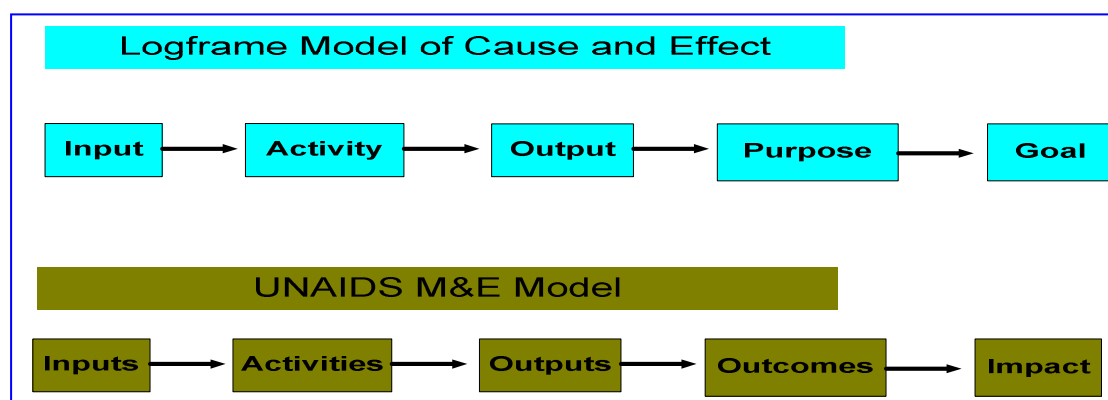 Logframe Model of Cause and Effect
Input Activity Output Purpose Goal
UNAIDS M&E Model
Inputs Activities Outputs Outcomes Impact